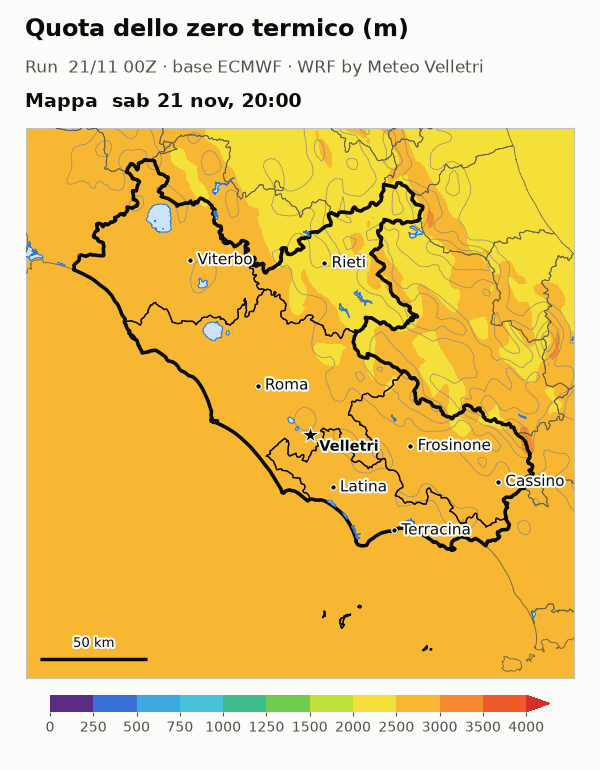 Quota dello zero termico (m)
Run  21/11 00Z · base ECMWF · WRF by Meteo Velletri
Mappa  sab 21 nov, 20:00
Viterbo
Rieti
Roma
Velletri
Frosinone
Cassino
Latina
Terracina
50 km
0 250 500 750 1000 1250 1500 2000 2500 3000 3500 4000